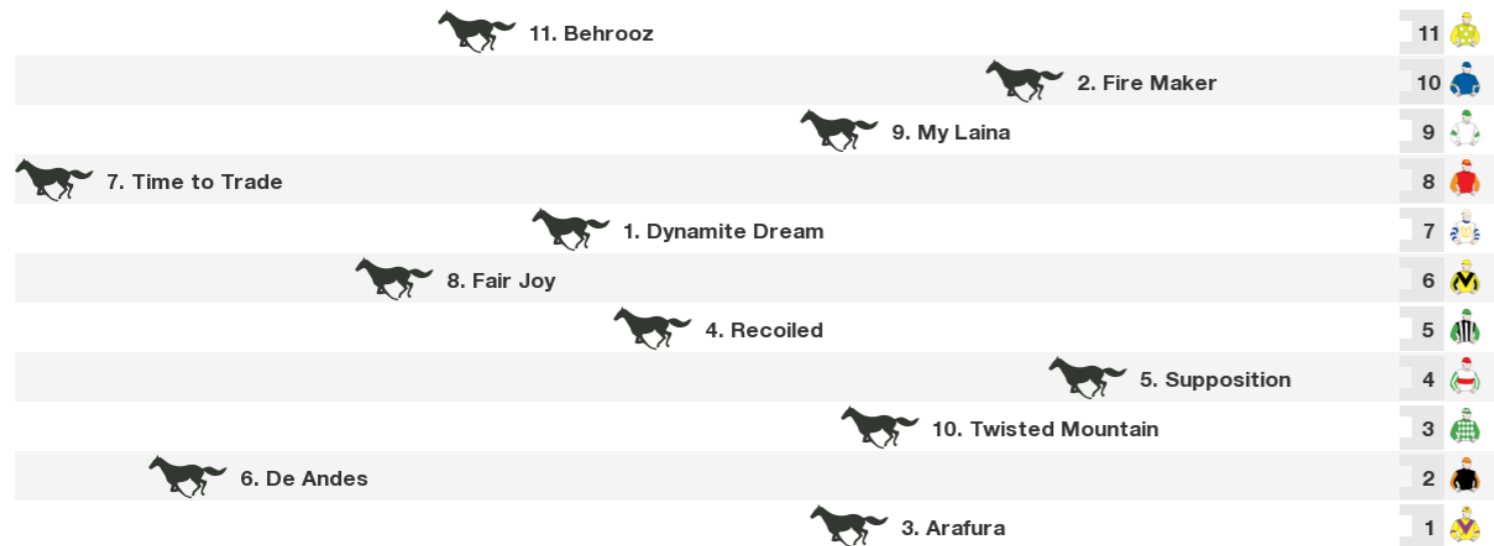 11. Behrooz 11
2. Fire Maker 10
9. My Laina 9
7. Time to Trade 8
1. Dynamite Dream 7
8. Fair Joy 6
4. Recoiled 5
5. Supposition 4
10. Twisted Mountain 3
6. De Andes 2
3. Arafura 1